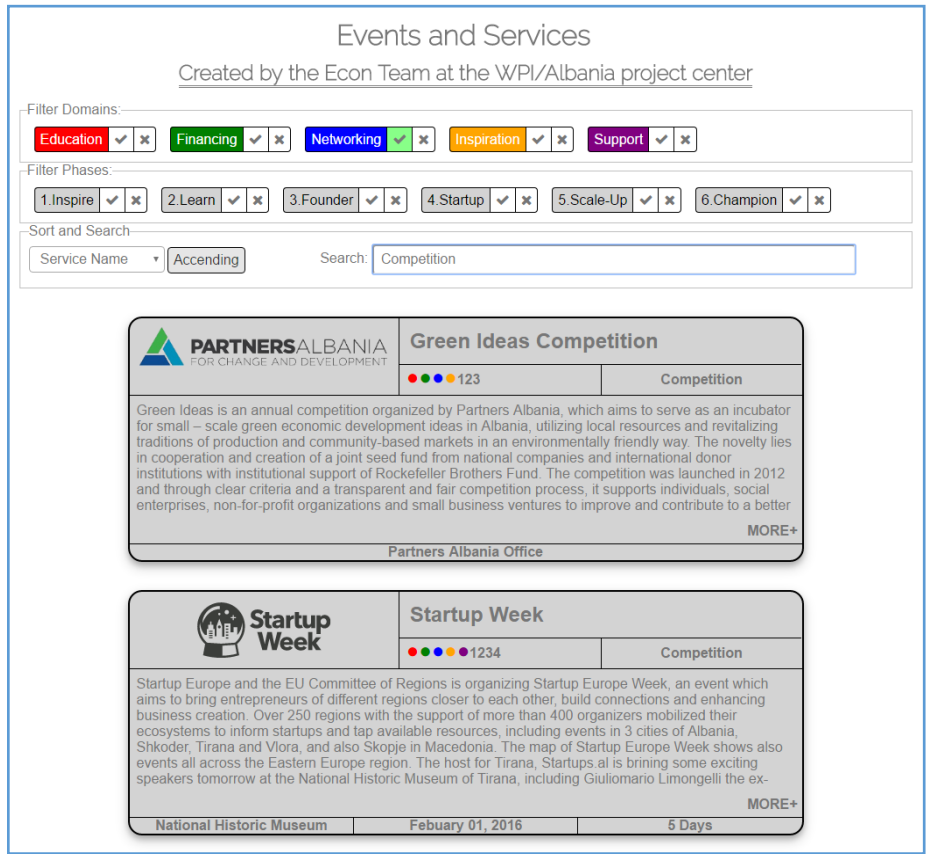 Events and Services
Created by the Econ Team at the WPI/Albania project center
Filter Domains:
Education Financing Networking Inspiration Support
Filter Phases:
1.Inspire 2.Learn 3.Founder 4.Startup 5.Scale-Up 6.Champion
Sort and Search
Service Name Accending Search: Competition
PARTNERSALBANIA
FOR CHANGE AND DEVELOPMENT
Green Ideas Competition
123 Competition
Green Ideas is an annual competition organized by Partners Albania, which aims to serve as an incubator
for small – scale green economic development ideas in Albania, utilizing local resources and revitalizing
traditions of production and community-based markets in an environmentally friendly way. The novelty lies
in cooperation and creation of a joint seed fund from national companies and international donor
institutions with institutional support of Rockefeller Brothers Fund. The competition was launched in 2012
and through clear criteria and a transparent and fair competition process, it supports individuals, social
enterprises, non-for-profit organizations and small business ventures to improve and contribute to a better
MORE+
Partners Albania Office
Startup
Week
Startup Week
1234 Competition
Startup Europe and the EU Committee of Regions is organizing Startup Europe Week, an event which
aims to bring entrepreneurs of different regions closer to each other, build connections and enhancing
business creation. Over 250 regions with the support of more than 400 organizers mobilized their
ecosystems to inform startups and tap available resources, including events in 3 cities of Albania,
Shkoder, Tirana and Vlora, and also Skopje in Macedonia. The map of Startup Europe Week shows also
events all across the Eastern Europe region. The host for Tirana, Startups.al is brining some exciting
speakers tomorrow at the National Historic Museum of Tirana, including Giuliomario Limongelli the ex-
MORE+
National Historic Museum Febuary 01, 2016 5 Days